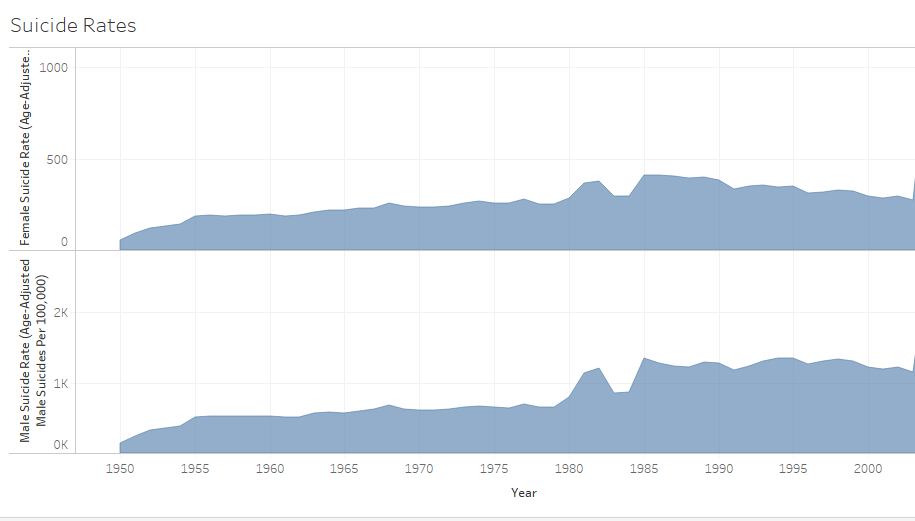 Suicide Rates
Female Suicide Rate (Age-Adjuste..
1000
500
0
Male Suicide Rate (Age-Adjusted
Male Suicides Per 100,000)
2K
1K
0K
1950 1955 1960 1965 1970 1975 1980 1985 1990 1995 2000
Year